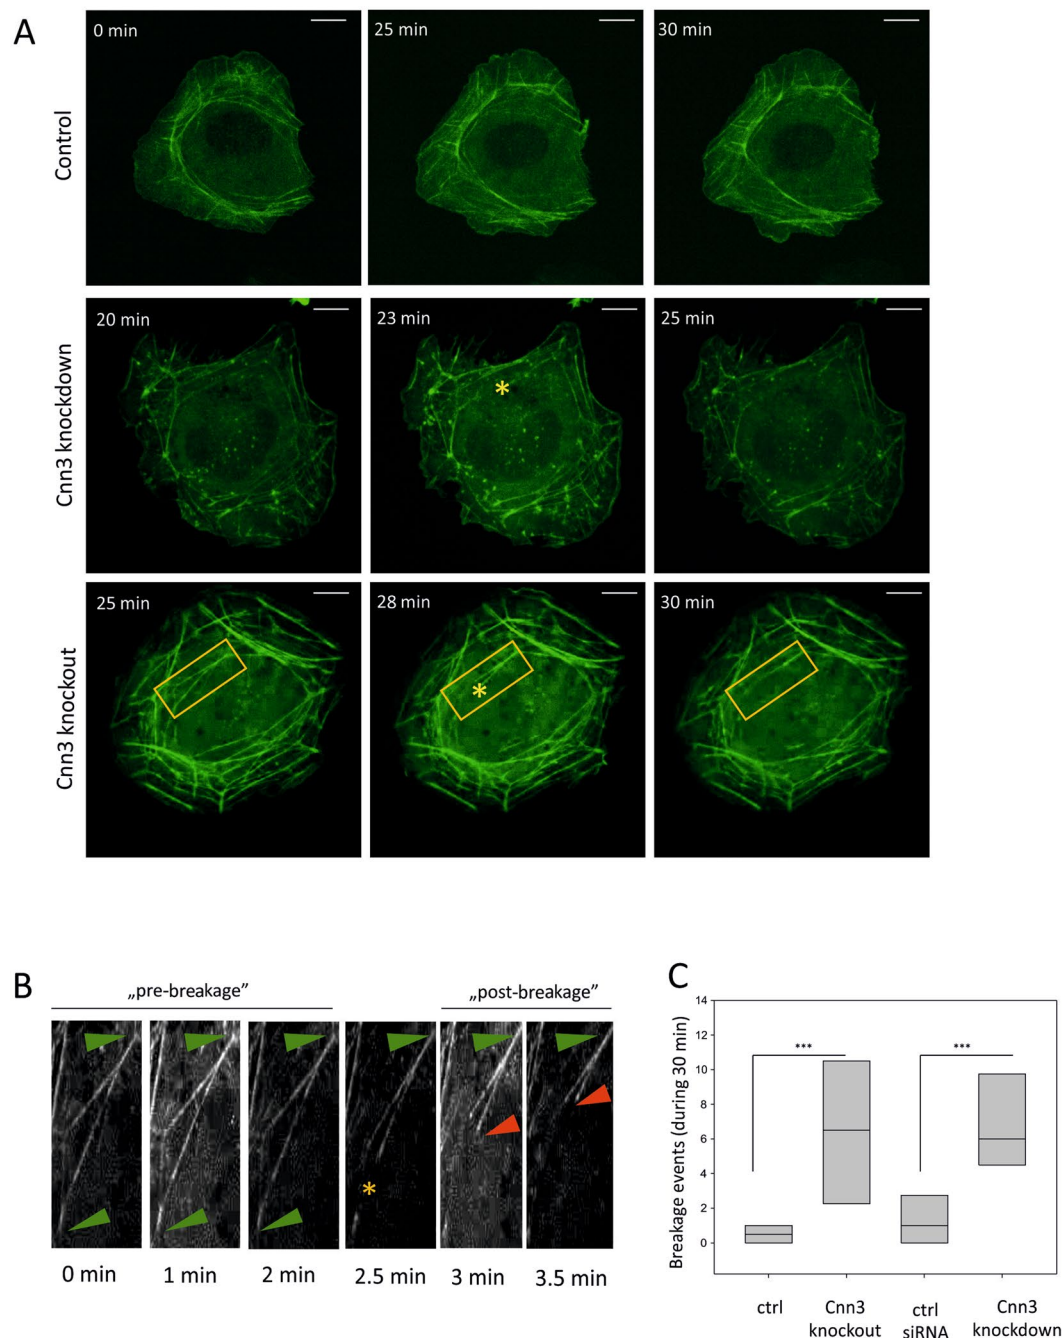 A
0 min
25 min
30 min
Control
20 min
23 min
25 min
*
Cnn3 knockdown
25 min
28 min
30 min
*
Cnn3 knockout
B
„pre-breakage”
„post-breakage”
*
0 min
1 min
2 min
2.5 min
3 min
3.5 min
C
14
12
10
8
6
4
2
0
Breakage events (during 30 min)
***
***
ctrl
Cnn3
knockout
ctrl
siRNA
Cnn3
knockdown